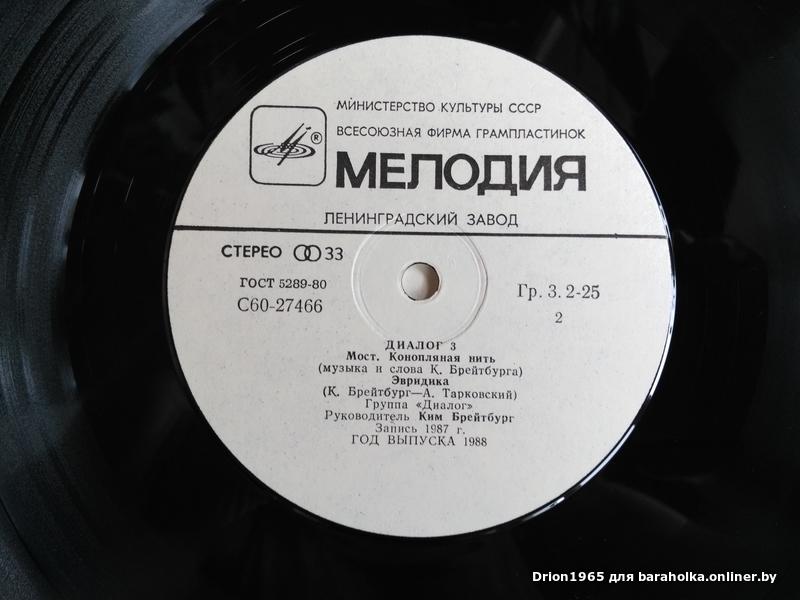 МИНИСТЕРСТВО КУЛЬТУРЫ СССР
ВСЕСОЮЗНАЯ ФИРМА ГРАМПЛАСТИНОК
®
МЕЛОДИЯ
ЛЕНИНГРАДСКИЙ ЗАВОД
СТЕРЕО 33
ГОСТ 5289-80
С60-27466
Гр. 3. 2-25
2
ДИАЛОГ 3
Мост. Конопляная нить
(музыка и слова К. Брейтбурга)
Эвридика
(К. Брейтбург—А. Тарковский)
Группа «Диалог»
Руководитель Ким Брейтбург
Запись 1987 г.
ГОД ВЫПУСКА 1988
Drion1965 для baraholka.onliner.by